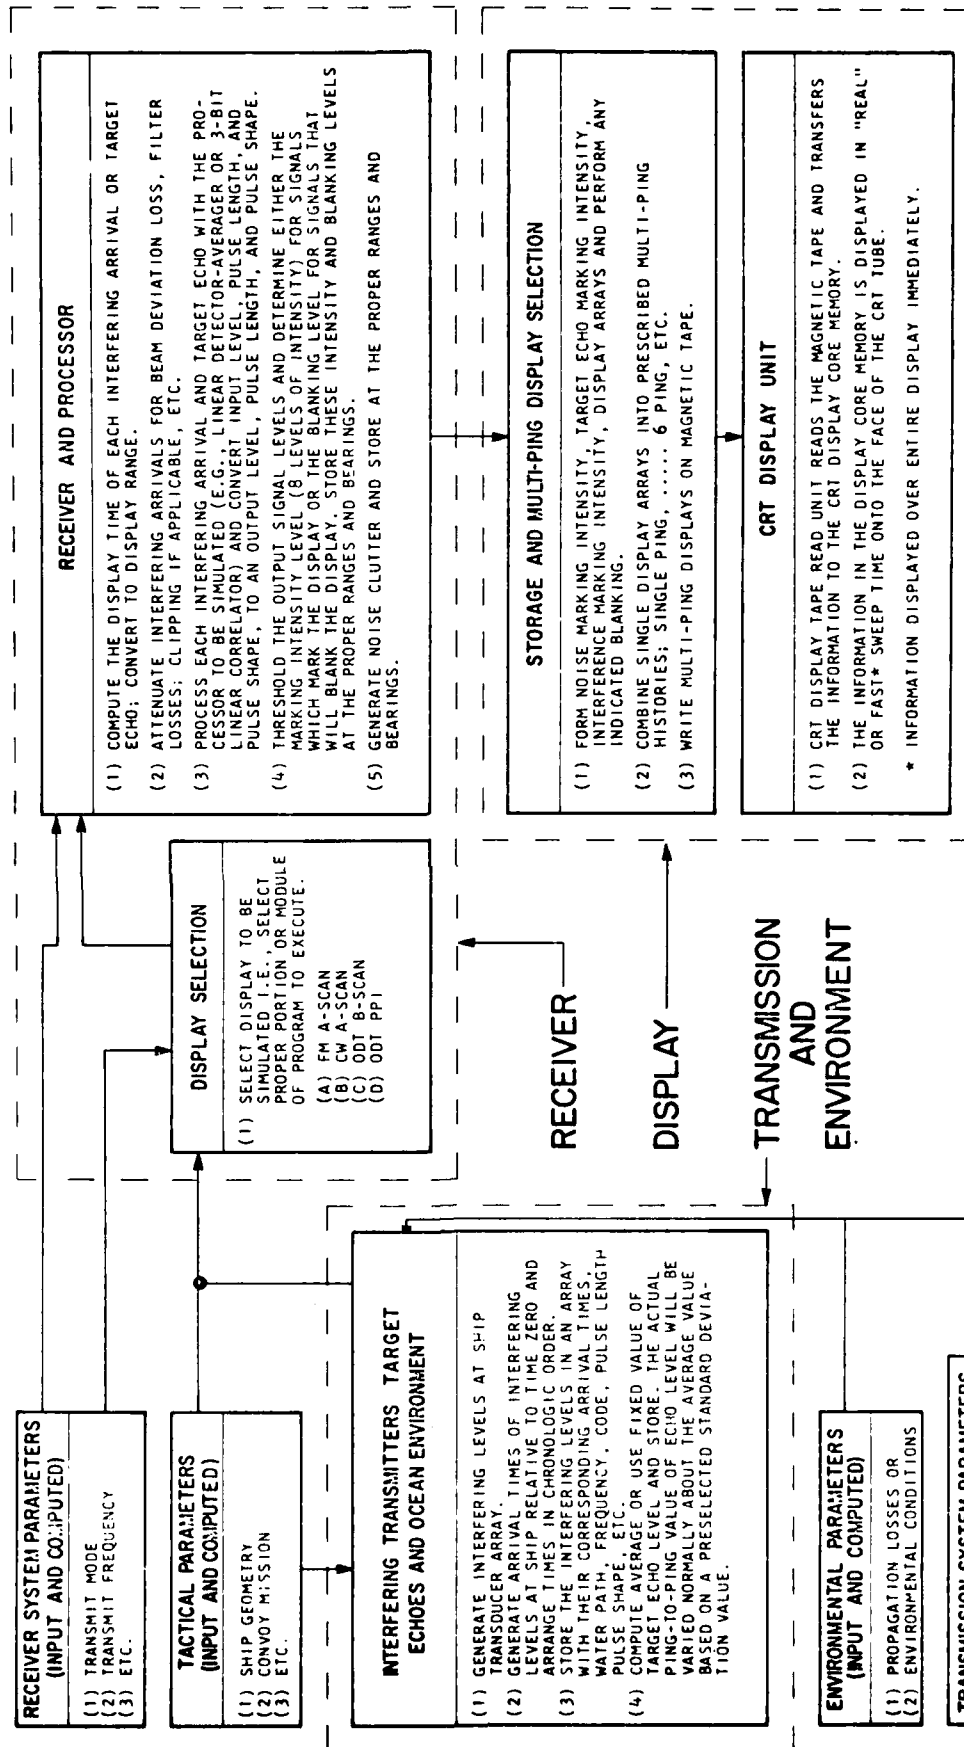 RECEIVER SYSTEM PARAMETERS
(INPUT AND COMPUTED)
(1) TRANSMIT MODE
(2) TRANSMIT FREQUENCY
(3) ETC.
TACTICAL PARAMETERS
(INPUT AND COMPUTED)
(1) SHIP GEOMETRY
(2) CONVOY MISSION
(3) ETC.
INTERFERING TRANSMITTERS TARGET
ECHOES AND OCEAN ENVIRONMENT
(1) GENERATE INTERFERING LEVELS AT SHIP
TRANSDUCER ARRAY.
(2) GENERATE ARRIVAL TIMES OF INTERFERING
LEVELS AT SHIP RELATIVE TO TIME ZERO AND
ARRANGE TIMES IN CHRONOLOGIC ORDER.
(3) STORE THE INTERFERING LEVELS IN AN ARRAY
WITH THEIR CORRESPONDING ARRIVAL TIMES,
WATER PATH, FREQUENCY, CODE, PULSE LENGTH
PULSE SHAPE, ETC.
(4) COMPUTE AVERAGE OR USE FIXED VALUE OF
TARGET ECHO LEVEL AND STORE. THE ACTUAL
PING-TO-PING VALUE OF ECHO LEVEL WILL BE
VARIED NORMALLY ABOUT THE AVERAGE VALUE
BASED ON A PRESELECTED STANDARD DEVIA-
TION VALUE.
ENVIRONMENTAL PARAMETERS
(INPUT AND COMPUTED)
(1) PROPAGATION LOSSES OR
(2) ENVIRONMENTAL CONDITIONS
TRANSMISSION SYSTEM PARAMETERS
DISPLAY SELECTION
(1) SELECT DISPLAY TO BE
SIMULATED I.E., SELECT
PROPER PORTION OR MODULE
OF PROGRAM TO EXECUTE.
(A) FM A-SCAN
(B) CW A-SCAN
(C) ODT B-SCAN
(D) ODT PPI
RECEIVER
DISPLAY
TRANSMISSION
AND
ENVIRONMENT
RECEIVER AND PROCESSOR
(1) COMPUTE THE DISPLAY TIME OF EACH INTERFERING ARRIVAL OR TARGET
ECHO; CONVERT TO DISPLAY RANGE.
(2) ATTENUATE INTERFERING ARRIVALS FOR BEAM DEVIATION LOSS, FILTER
LOSSES; CLIPPING IF APPLICABLE, ETC.
(3) PROCESS EACH INTERFERING ARRIVAL AND TARGET ECHO WITH THE PRO-
CESSOR TO BE SIMULATED (E.G., LINEAR DETECTOR-AVERAGER OR 3-BIT
LINEAR CORRELATOR) AND CONVERT INPUT LEVEL, PULSE LENGTH, AND
PULSE SHAPE, TO AN OUTPUT LEVEL, PULSE LENGTH, AND PULSE SHAPE.
(4) THRESHOLD THE OUTPUT SIGNAL LEVELS AND DETERMINE EITHER THE
MARKING INTENSITY LEVEL (8 LEVELS OF INTENSITY) FOR SIGNALS
WHICH MARK THE DISPLAY OR THE BLANKING LEVEL FOR SIGNALS THAT
WILL BLANK THE DISPLAY. STORE THESE INTENSITY AND BLANKING LEVELS
AT THE PROPER RANGES AND BEARINGS.
(5) GENERATE NOISE CLUTTER AND STORE AT THE PROPER RANGES AND
BEARINGS.
STORAGE AND MULTI-PING DISPLAY SELECTION
(1) FORM NOISE MARKING INTENSITY, TARGET ECHO MARKING INTENSITY,
INTERFERENCE MARKING INTENSITY, DISPLAY ARRAYS AND PERFORM ANY
INDICATED BLANKING.
(2) COMBINE SINGLE DISPLAY ARRAYS INTO PRESCRIBED MULTI-PING
HISTORIES; SINGLE PING, .... 6 PING, ETC.
(3) WRITE MULTI-PING DISPLAYS ON MAGNETIC TAPE.
CRT DISPLAY UNIT
(1) CRT DISPLAY TAPE READ UNIT READS THE MAGNETIC TAPE AND TRANSFERS
THE INFORMATION TO THE CRT DISPLAY CORE MEMORY.
(2) THE INFORMATION IN THE DISPLAY CORE MEMORY IS DISPLAYED IN "REAL"
OR FAST* SWEEP TIME ONTO THE FACE OF THE CRT TUBE.
* INFORMATION DISPLAYED OVER ENTIRE DISPLAY IMMEDIATELY.